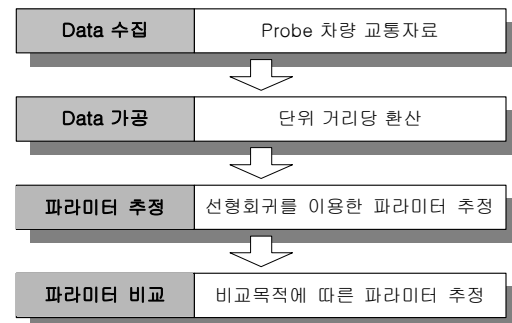 Data 수집 Probe 차량 교통자료
Data 가공 단위 거리당 환산
파라미터 추정 선형회귀를 이용한 파라미터 추정
파라미터 비교 비교목적에 따른 파라미터 추정